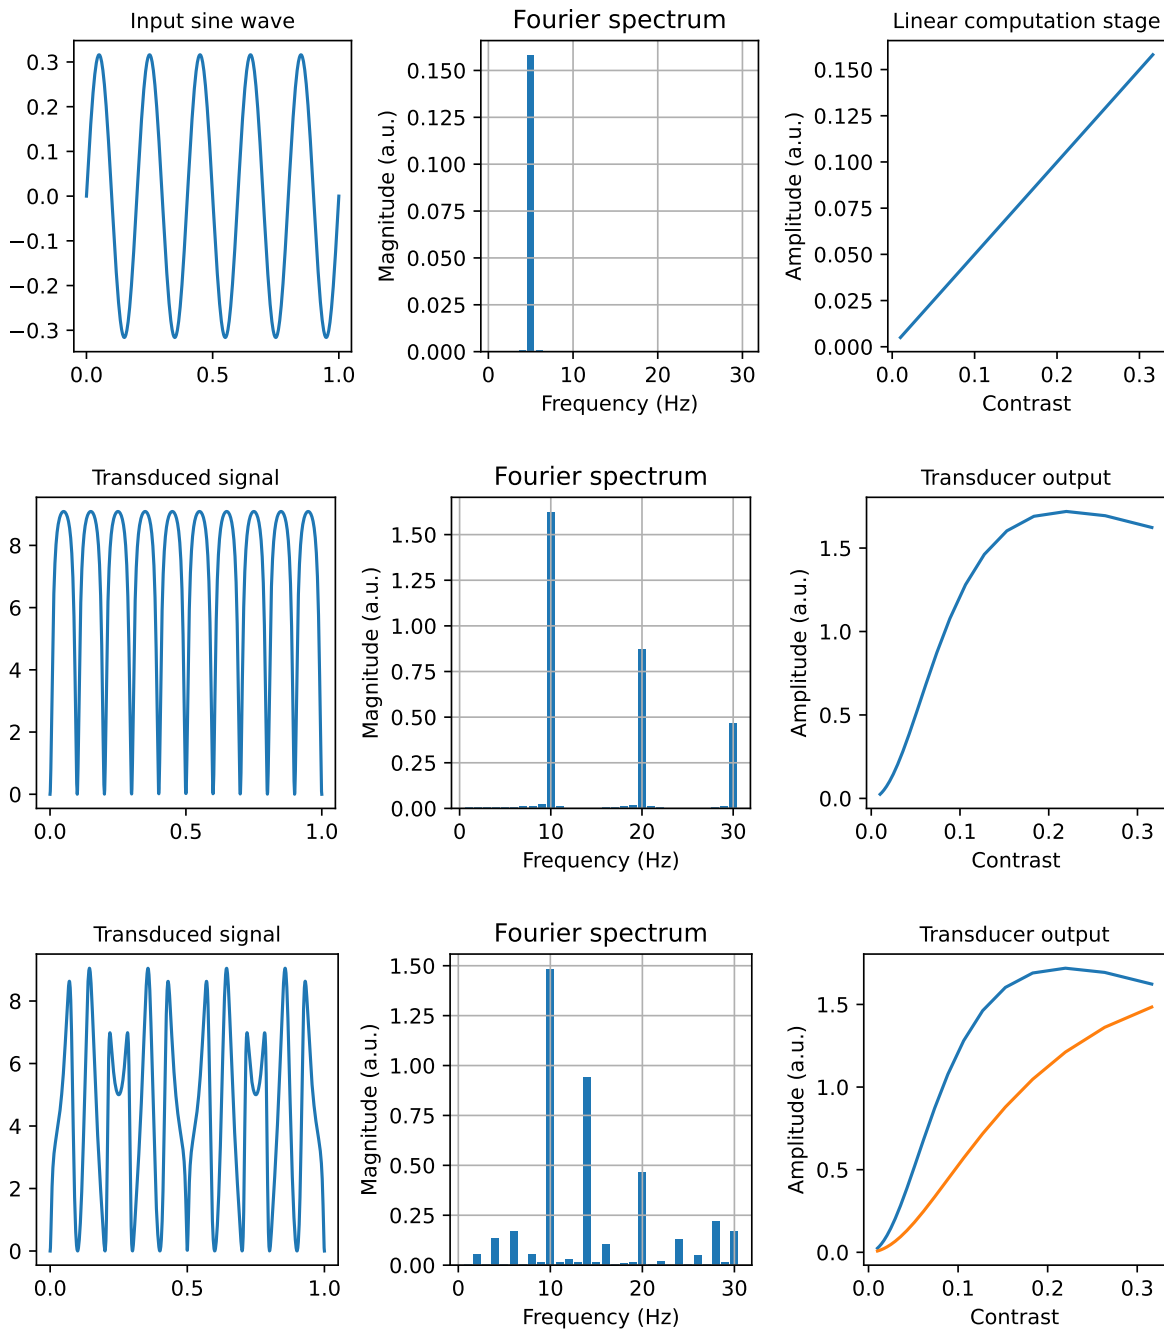 Input sine wave
0.3
0.2
0.1
0.0
−0.1
−0.2
−0.3
0.0 0.5 1.0
Fourier spectrum
Magnitude (a.u.)
0.150
0.125
0.100
0.075
0.050
0.025
0.000
0 10 20 30
Frequency (Hz)
Linear computation stage
Amplitude (a.u.)
0.150
0.125
0.100
0.075
0.050
0.025
0.000
0.0 0.1 0.2 0.3
Contrast
Transduced signal
8
6
4
2
0
0.0 0.5 1.0
Fourier spectrum
Magnitude (a.u.)
1.50
1.25
1.00
0.75
0.50
0.25
0.00
0 10 20 30
Frequency (Hz)
Transducer output
Amplitude (a.u.)
1.5
1.0
0.5
0.0
0.0 0.1 0.2 0.3
Contrast
Transduced signal
8
6
4
2
0
0.0 0.5 1.0
Fourier spectrum
Magnitude (a.u.)
1.50
1.25
1.00
0.75
0.50
0.25
0.00
0 10 20 30
Frequency (Hz)
Transducer output
Amplitude (a.u.)
1.5
1.0
0.5
0.0
0.0 0.1 0.2 0.3
Contrast